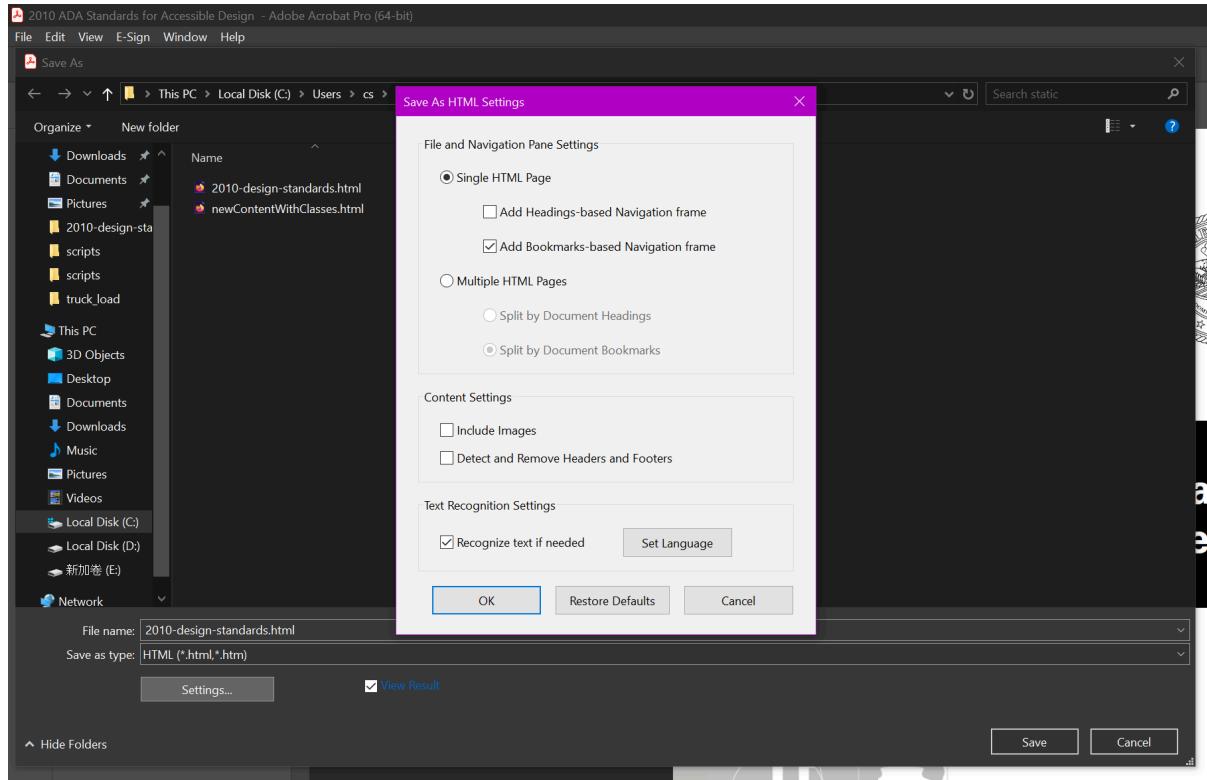 2010 ADA Standards for Accessible Design - Adobe Acrobat Pro (64-bit)
File Edit View E-Sign Window Help
Save As
This PC > Local Disk (C:) > Users > cs >
Search static
Organize
New folder
Downloads
Documents
Pictures
2010-design-sta
scripts
scripts
truck_load
This PC
3D Objects
Desktop
Documents
Downloads
Music
Pictures
Videos
Local Disk (C:)
Local Disk (D:)
新加卷 (E:)
Network
Name
2010-design-standards.html
newContentWithClasses.html
Save As HTML Settings
File and Navigation Pane Settings
Single HTML Page
Add Headings-based Navigation frame
Add Bookmarks-based Navigation frame
Multiple HTML Pages
Split by Document Headings
Split by Document Bookmarks
Content Settings
Include Images
Detect and Remove Headers and Footers
Text Recognition Settings
Recognize text if needed
Set Language
OK
Restore Defaults
Cancel
File name: 2010-design-standards.html
Save as type: HTML (*.html,*.htm)
Settings...
View Result
Hide Folders
Save
Cancel